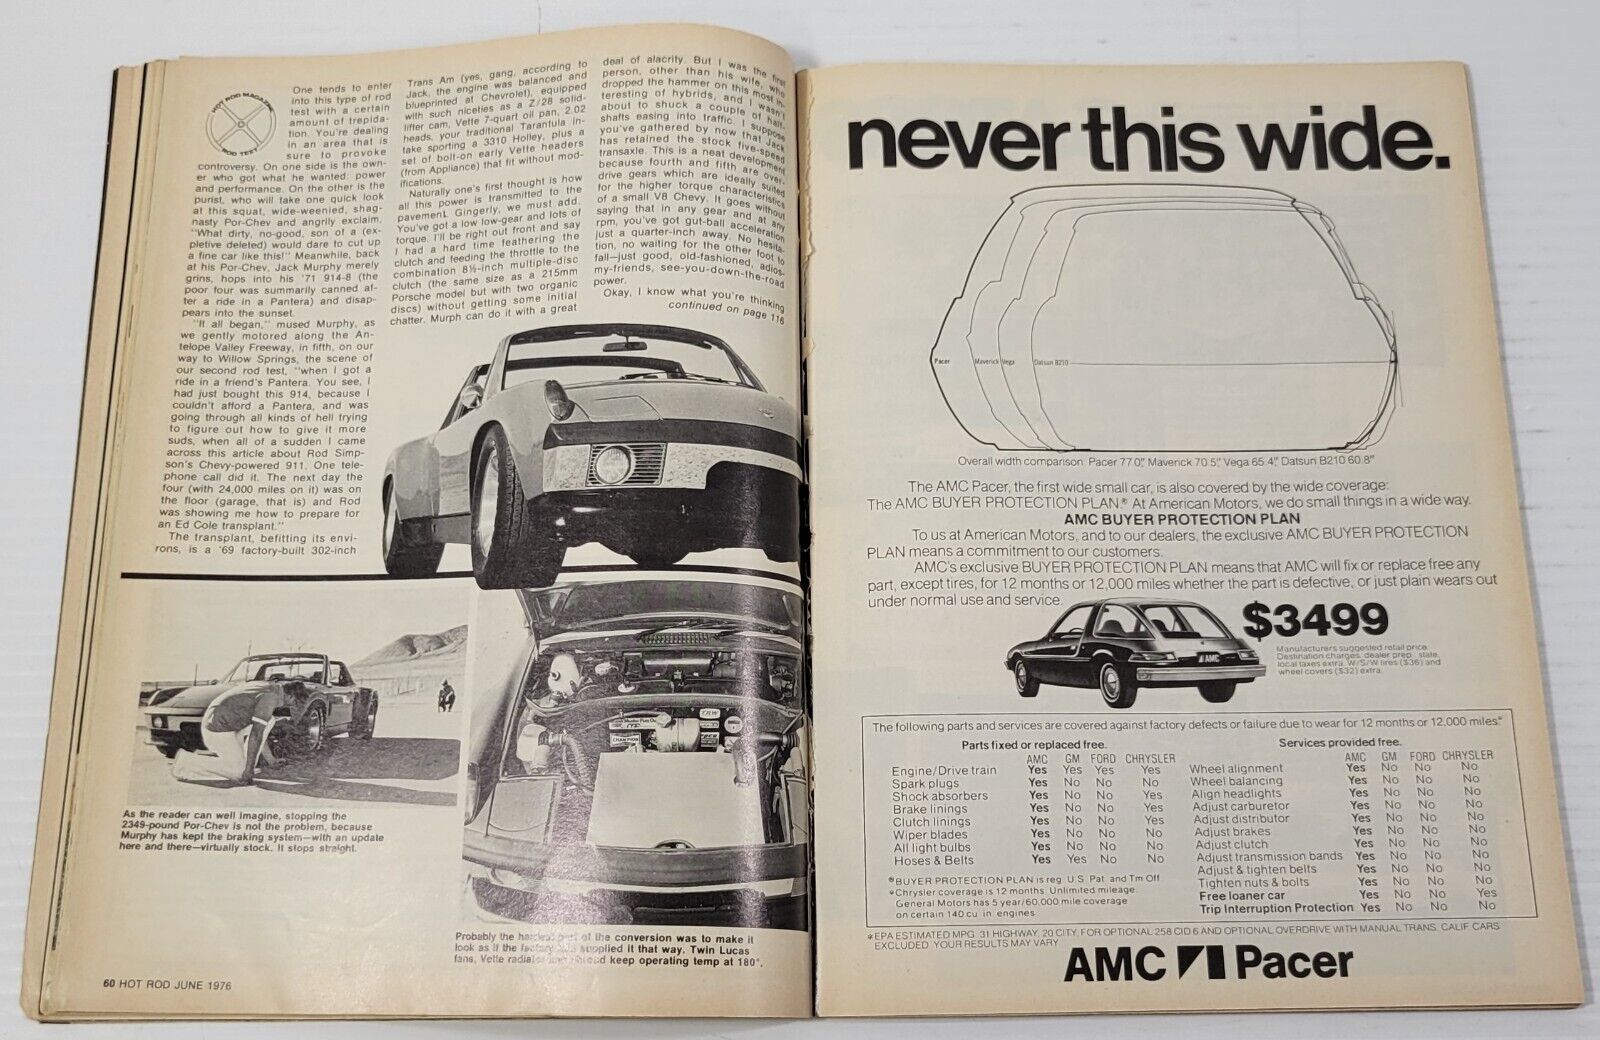 HOT ROD MAGAZINE
ROD TEST
One tends to enter
into this type of rod
test with a certain
amount of trepida-
tion. You're dealing
in an area that is
sure to provoke
controversy. On one side is the own-
er who got what he wanted: power
and performance. On the other is the
purist, who will take one quick look
at this squat, wide-weenied, shag-
nasty Por-Chev and angrily exclaim,
"What dirty, no-good, son of a (ex-
pletive deleted) would dare to cut up
a fine car like this!" Meanwhile, back
at his Por-Chev, Jack Murphy merely
grins, hops into his '71 914-8 (the
poor four was summarily canned af-
ter a ride in a Pantera) and disap-
pears into the sunset.
"It all began," mused Murphy, as
we gently motored along the An-
telope Valley Freeway, in fifth, on our
way to Willow Springs, the scene of
our second rod test, "when I got a
ride in a friend's Pantera. You see, I
had just bought this 914, because I
couldn't afford a Pantera, and was
going through all kinds of hell trying
to figure out how to give it more
suds, when all of a sudden I came
across this article about Rod Simp-
son's Chevy-powered 911. One tele-
phone call did it. The next day the
four (with 24,000 miles on it) was on
the floor (garage, that is) and Rod
was showing me how to prepare for
an Ed Cole transplant."
The transplant, befitting its envi-
rons, is a '69 factory-built 302-inch
Trans Am (yes, gang, according to
Jack, the engine was balanced and
blueprinted at Chevrolet), equipped
with such niceties as a Z/28 solid-
lifter cam, Vette 7-quart oil pan, 2.02
heads, your traditional Tarantula in-
take sporting a 3310 Holley, plus a
set of bolt-on early Vette headers
(from Appliance) that fit without mod-
ifications.
Naturally one's first thought is how
all this power is transmitted to the
pavement. Gingerly, we must add.
You've got a low low-gear and lots of
torque. I'll be right out front and say
I had a hard time feathering the
clutch and feeding the throttle to the
combination 8½-inch multiple-disc
clutch (the same size as a 215mm
Porsche model but with two organic
discs) without getting some initial
chatter. Murph can do it with a great
deal of alacrity. But I was the first
person, other than his wife, who
dropped the hammer on this most in-
teresting of hybrids, and I wasn't
about to shuck a couple of half-
shafts easing into traffic. I suppose
you've gathered by now that Jack
has retained the stock five-speed
transaxle. This is a neat development
because fourth and fifth are over-
drive gears which are ideally suited
for the higher torque characteristics
of a small V8 Chevy. It goes without
saying that in any gear and at any
rpm, you've got gut-ball acceleration
just a quarter-inch away. No hesita-
tion, no waiting for the other foot to
fall—just good, old-fashioned, adios-
my-friends, see-you-down-the-road
power.
Okay, I know what you're thinking
continued on page 116
As the reader can well imagine, stopping the
2349-pound Por-Chev is not the problem, because
Murphy has kept the braking system—with an update
here and there—virtually stock. It stops straight.
CHAMPION
TRW
Probably the hardest part of the conversion was to make it
look as if the factory supplied it that way. Twin Lucas
fans, Vette radiator keep operating temp at 180°.
60 HOT ROD JUNE 1976
never this wide.
Pacer Maverick Vega Datsun B210
Overall width comparison: Pacer 77.0", Maverick 70.5", Vega 65.4", Datsun B210 60.8"
The AMC Pacer, the first wide small car, is also covered by the wide coverage:
The AMC BUYER PROTECTION PLAN.® At American Motors, we do small things in a wide way.
AMC BUYER PROTECTION PLAN
To us at American Motors, and to our dealers, the exclusive AMC BUYER PROTECTION
PLAN means a commitment to our customers.
AMC's exclusive BUYER PROTECTION PLAN means that AMC will fix or replace free any
part, except tires, for 12 months or 12,000 miles whether the part is defective, or just plain wears out
under normal use and service.
AMC
$3499
Manufacturers suggested retail price.
Destination charges, dealer prep., state,
local taxes extra. W/S/W tires ($36) and
wheel covers ($32) extra.
The following parts and services are covered against factory defects or failure due to wear for 12 months or 12,000 miles.*
Parts fixed or replaced free.
AMC GM FORD CHRYSLER
Engine/Drive train Yes Yes Yes Yes
Spark plugs Yes No No No
Shock absorbers Yes No No Yes
Brake linings Yes No No Yes
Clutch linings Yes No No Yes
Wiper blades Yes No No No
All light bulbs Yes No No No
Hoses & Belts Yes Yes No Yes
®BUYER PROTECTION PLAN is reg. U.S. Pat. and Tm Off.
*Chrysler coverage is 12 months. Unlimited mileage.
General Motors has 5 year/60,000 mile coverage
on certain 140 cu. in. engines.
Services provided free.
AMC GM FORD CHRYSLER
Wheel alignment Yes No No No
Wheel balancing Yes No No No
Align headlights Yes No No No
Adjust carburetor Yes No No No
Adjust distributor Yes No No No
Adjust brakes Yes No No No
Adjust clutch Yes No No No
Adjust transmission bands Yes No No No
Adjust & tighten belts Yes No No No
Tighten nuts & bolts Yes No No No
Free loaner car Yes No No Yes
Trip Interruption Protection Yes No No No
*EPA ESTIMATED MPG. 31 HIGHWAY, 20 CITY, FOR OPTIONAL 258 CID 6 AND OPTIONAL OVERDRIVE WITH MANUAL TRANS. CALIF. CARS
EXCLUDED. YOUR RESULTS MAY VARY
AMC Pacer